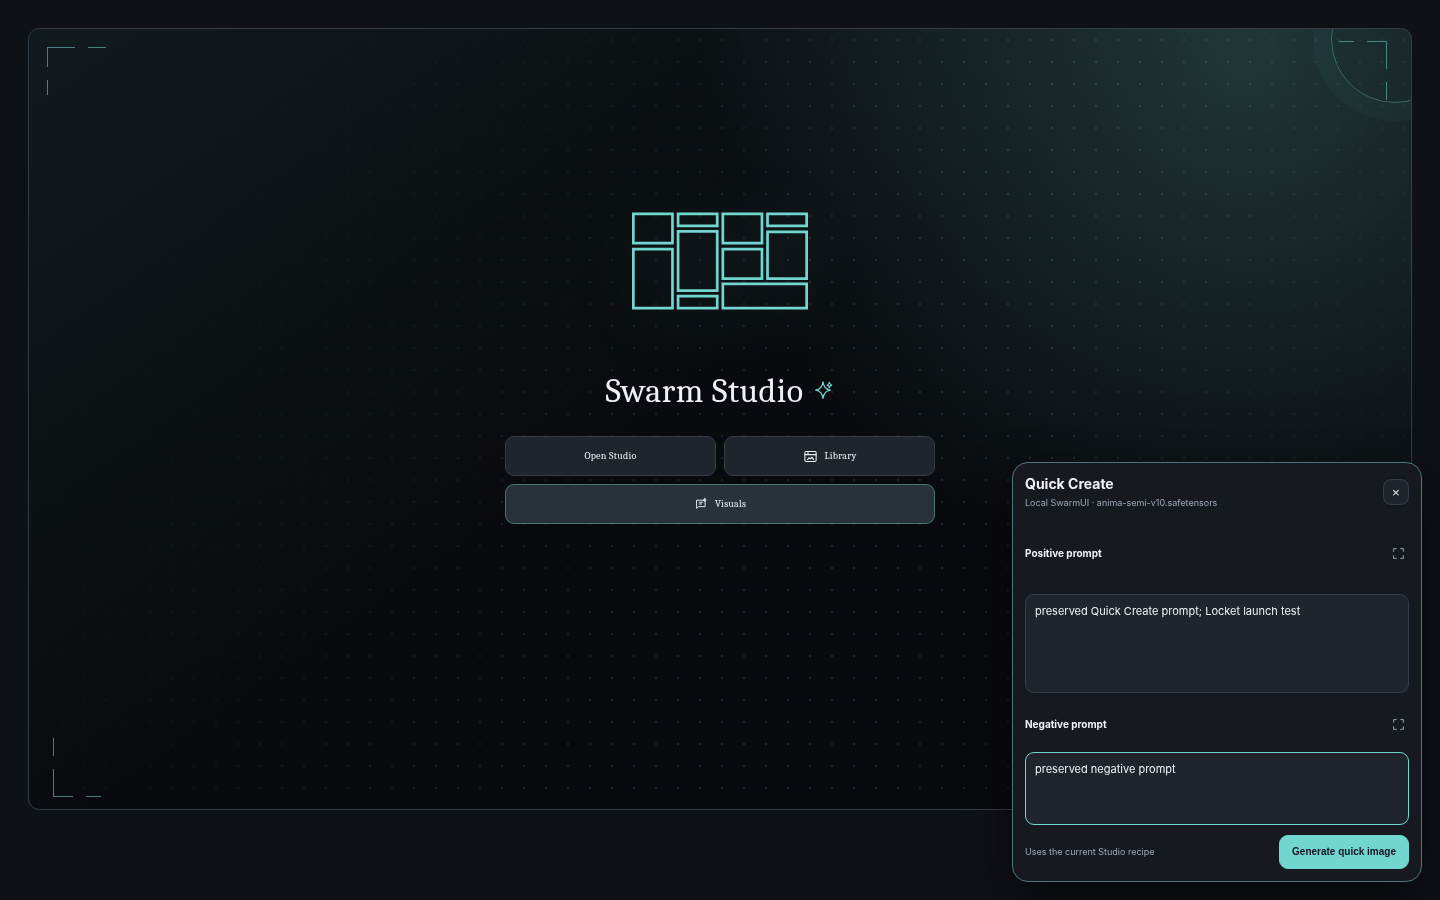 Swarm Studio
Open Studio
Library
Visuals
Quick Create
Local SwarmUI · anima-semi-v10.safetensors
Positive prompt
preserved Quick Create prompt; Locket launch test
Negative prompt
preserved negative prompt
Uses the current Studio recipe
Generate quick image